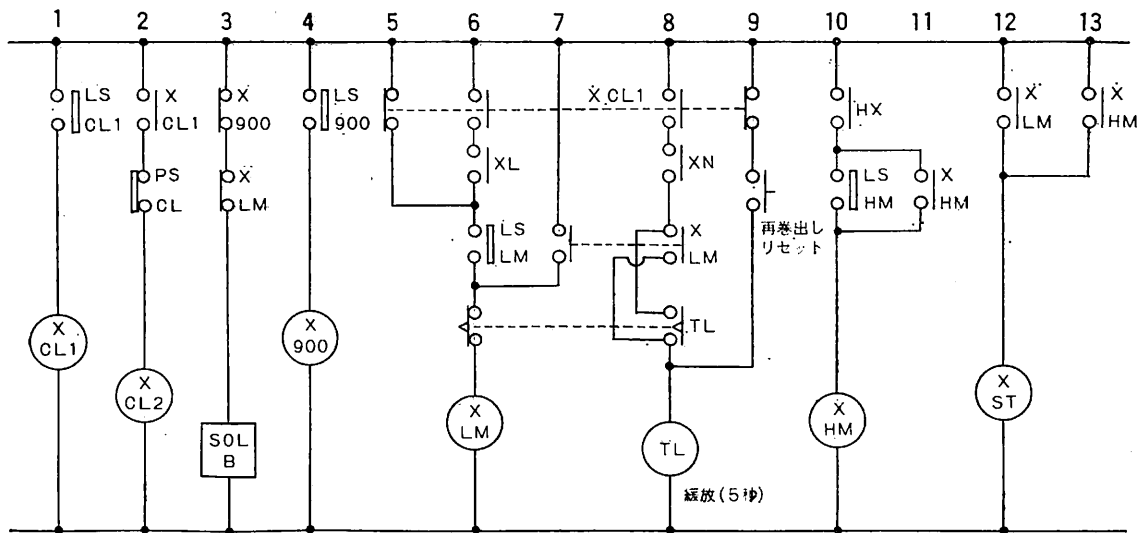 1 2 3 4 5 6 7 8 9 10 11 12 13
LS
CL1
X
CL1
X
900
LS
900
X CL1
HX
X
LM
X
HM
PS
CL
X
LM
XL
XN
LS
HM
X
HM
再巻出し
リセット
LS
LM
X
LM
TL
X
CL1
X
900
X
CL2
X
LM
X
HM
X
ST
SOL
B
TL
緩放(5秒)